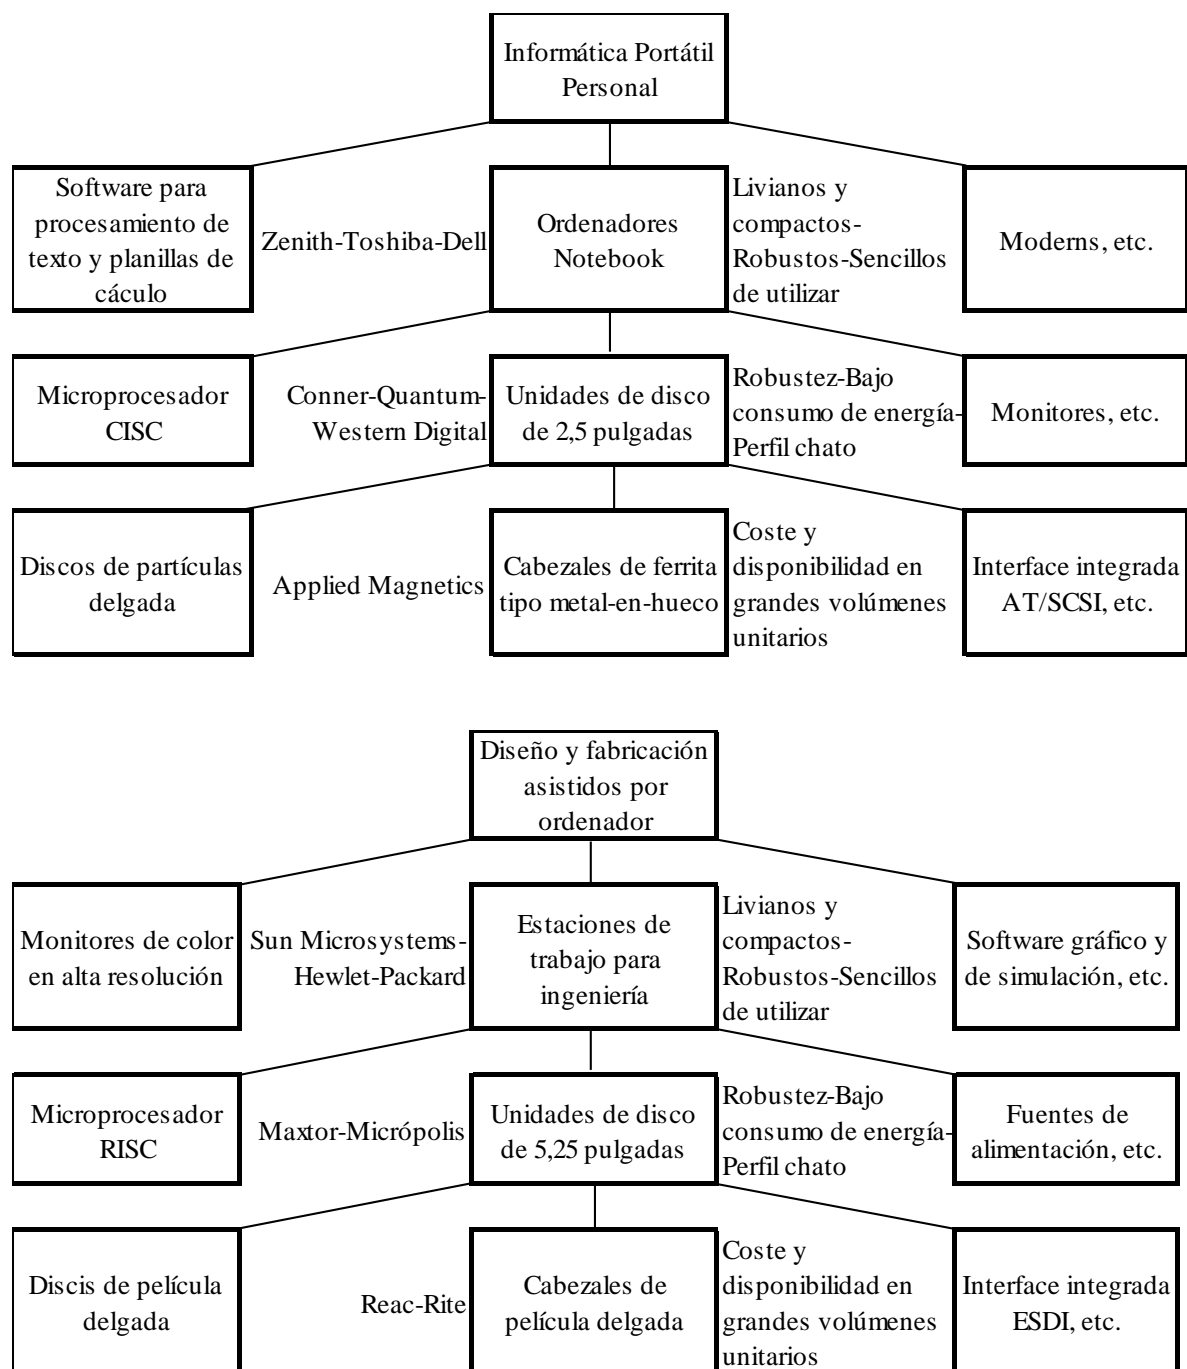 Informática Portátil
Personal
Software para
procesamiento de
texto y planillas de
cáculo
Zenith-Toshiba-Dell
Ordenadores
Notebook
Livianos y
compactos-
Robustos-Sencillos
de utilizar
Moderns, etc.
Microprocesador
CISC
Conner-Quantum-
Western Digital
Unidades de disco
de 2,5 pulgadas
Robustez-Bajo
consumo de energía-
Perfil chato
Monitores, etc.
Discos de partículas
delgada
Applied Magnetics
Cabezales de ferrita
tipo metal-en-hueco
Coste y
disponibilidad en
grandes volúmenes
unitarios
Interface integrada
AT/SCSI, etc.
Diseño y fabricación
asistidos por
ordenador
Monitores de color
en alta resolución
Sun Microsystems-
Hewlet-Packard
Estaciones de
trabajo para
ingeniería
Livianos y
compactos-
Robustos-Sencillos
de utilizar
Software gráfico y
de simulación, etc.
Microprocesador
RISC
Maxtor-Micrópolis
Unidades de disco
de 5,25 pulgadas
Robustez-Bajo
consumo de energía-
Perfil chato
Fuentes de
alimentación, etc.
Discis de película
delgada
Reac-Rite
Cabezales de
película delgada
Coste y
disponibilidad en
grandes volúmenes
unitarios
Interface integrada
ESDI, etc.